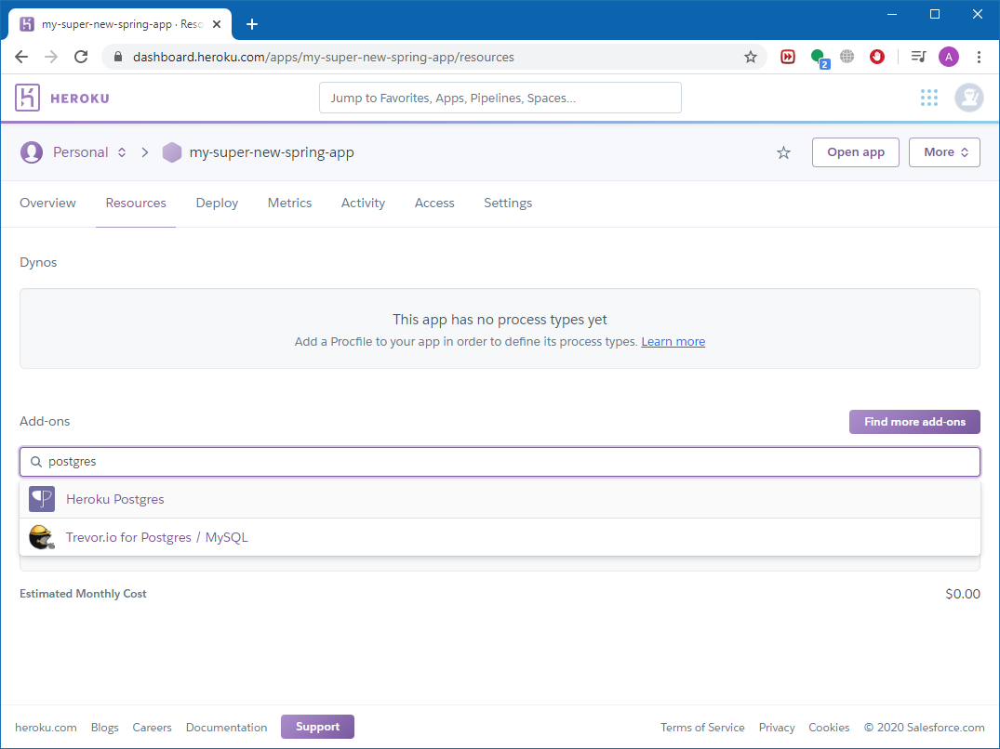 my-super-new-spring-app · Reso
dashboard.heroku.com/apps/my-super-new-spring-app/resources
2
A
HEROKU
Jump to Favorites, Apps, Pipelines, Spaces...
Personal
my-super-new-spring-app
Open app
More
Overview
Resources
Deploy
Metrics
Activity
Access
Settings
Dynos
This app has no process types yet
Add a Procfile to your app in order to define its process types. Learn more
Add-ons
Find more add-ons
postgres
Heroku Postgres
Trevor.io for Postgres / MySQL
Estimated Monthly Cost
$0.00
heroku.com
Blogs
Careers
Documentation
Support
Terms of Service
Privacy
Cookies
© 2020 Salesforce.com